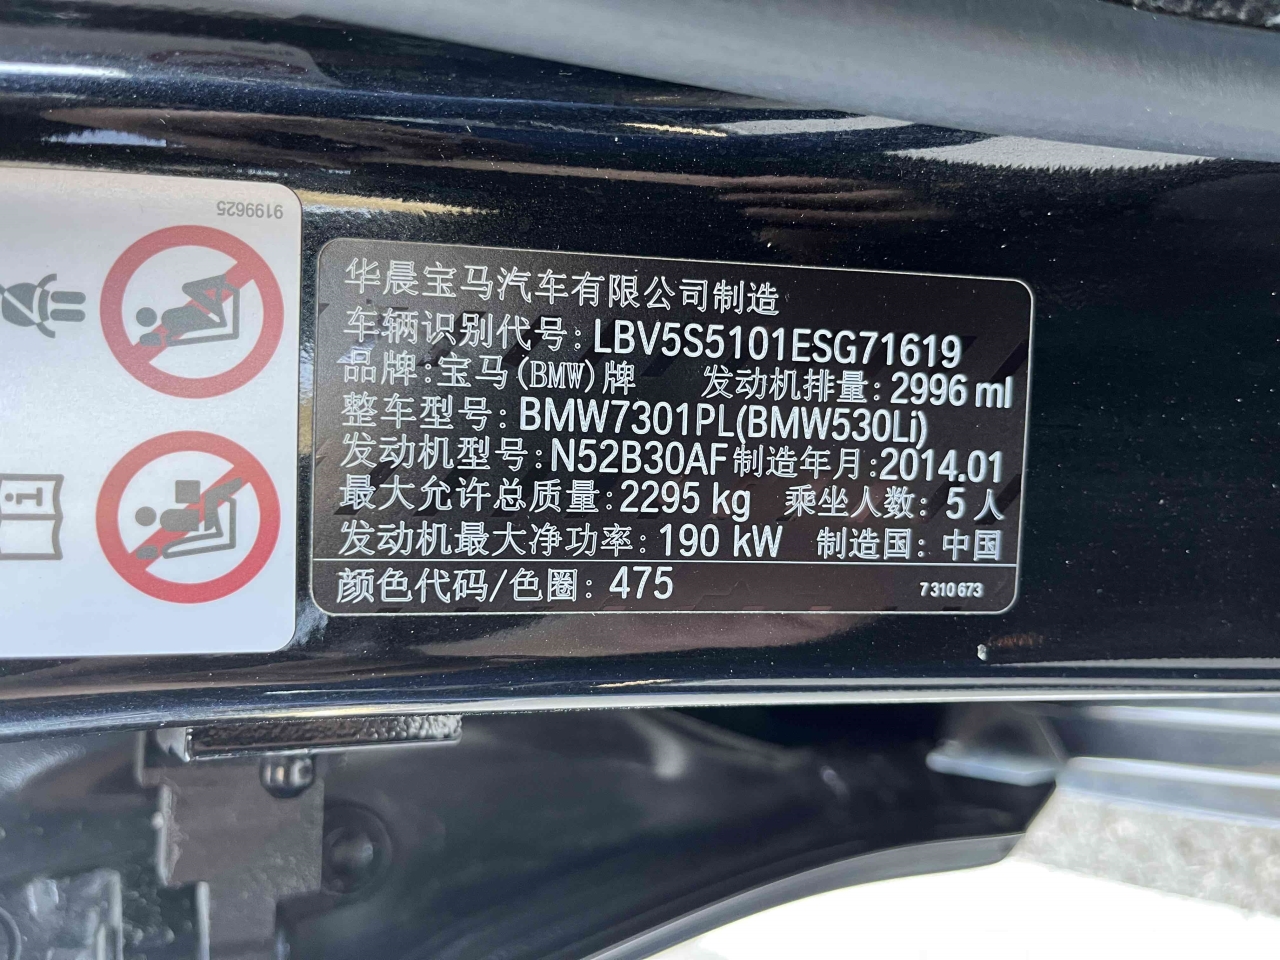 9199625
华晨宝马汽车有限公司制造
车辆识别代号: LBV5S5101ESG71619
品牌:宝马(BMW)牌 发动机排量: 2996 ml
整车型号: BMW7301PL(BMW530Li)
发动机型号: N52B30AF 制造年月:2014.01
最大允许总质量: 2295 kg 乘坐人数: 5人
发动机最大净功率: 190 kW 制造国: 中国
颜色代码/色圈: 475 7 310 673